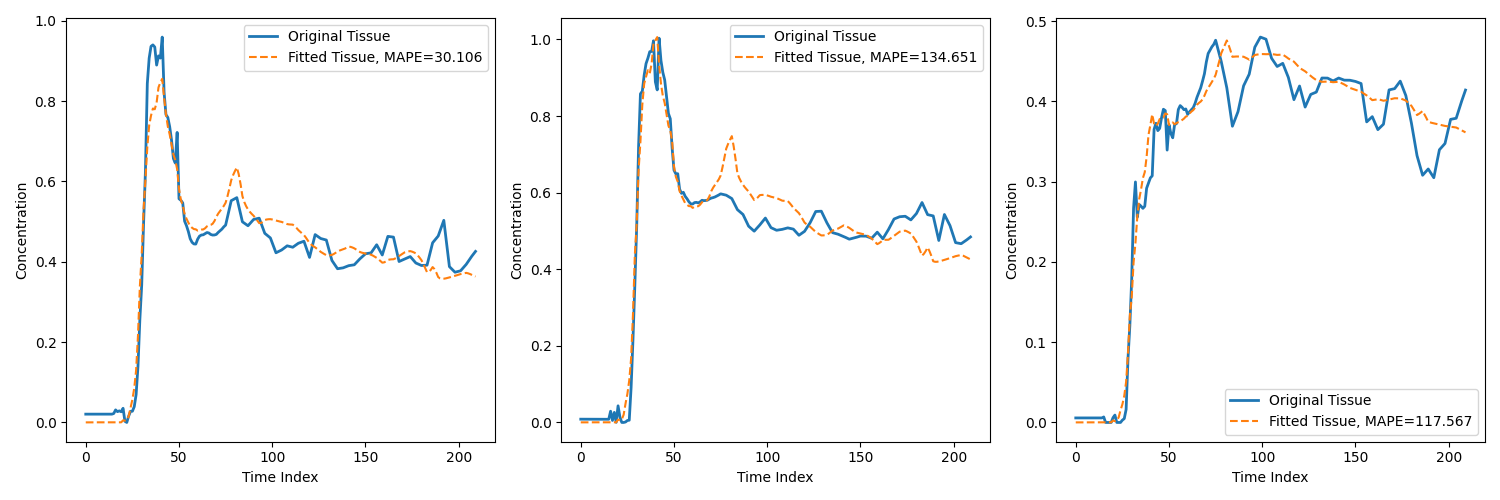 Original Tissue
Fitted Tissue, MAPE=30.106
Concentration
1.0
0.8
0.6
0.4
0.2
0.0
0
50
100
150
200
Time Index
Original Tissue
Fitted Tissue, MAPE=134.651
Concentration
1.0
0.8
0.6
0.4
0.2
0.0
0
50
100
150
200
Time Index
Concentration
0.5
0.4
0.3
0.2
0.1
0.0
Original Tissue
Fitted Tissue, MAPE=117.567
0
50
100
150
200
Time Index